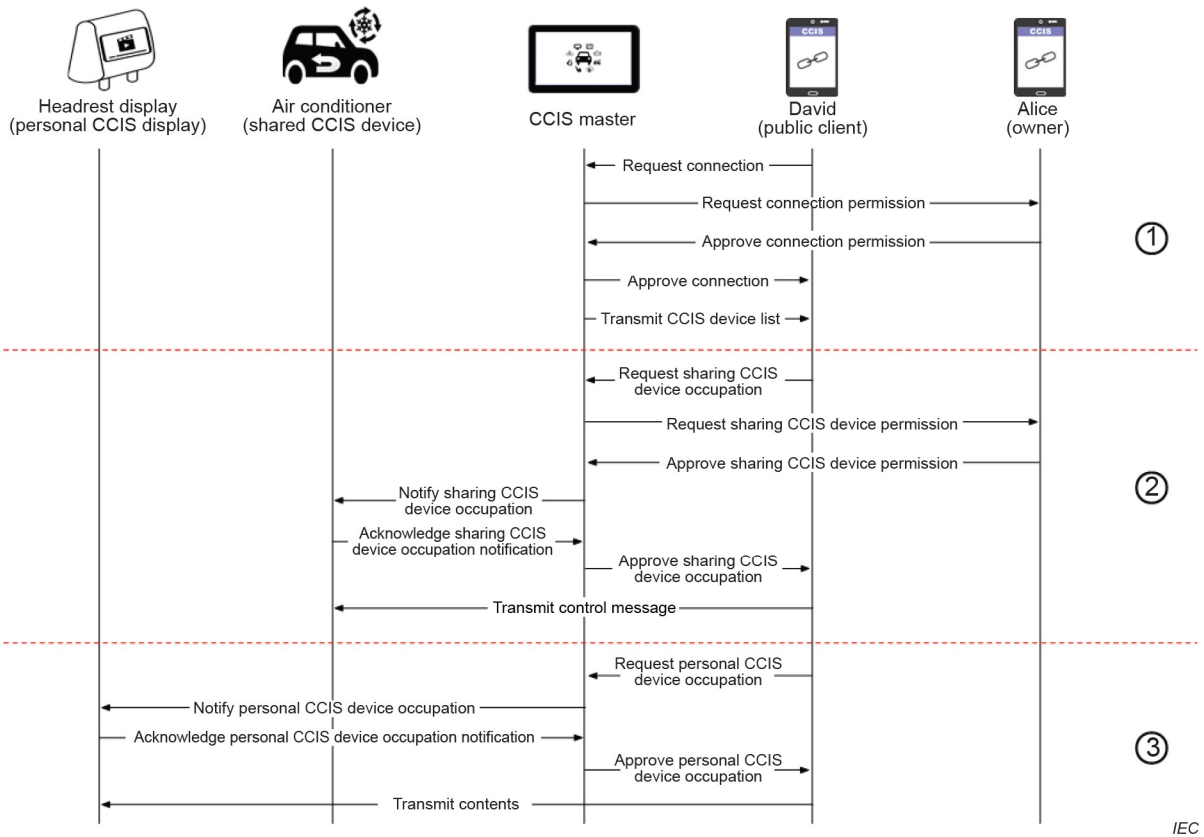 CCIS
CCIS
Headrest display
(personal CCIS display)
Air conditioner
(shared CCIS device)
CCIS master
David
(public client)
Alice
(owner)
Request connection
Request connection permission
Approve connection permission
Approve connection
Transmit CCIS device list
1
Request sharing CCIS
device occupation
Request sharing CCIS device permission
Approve sharing CCIS device permission
Notify sharing CCIS
device occupation
Acknowledge sharing CCIS
device occupation notification
Approve sharing CCIS
device occupation
Transmit control message
2
Request personal CCIS
device occupation
Notify personal CCIS device occupation
Acknowledge personal CCIS device occupation notification
Approve personal CCIS
device occupation
Transmit contents
3
IEC